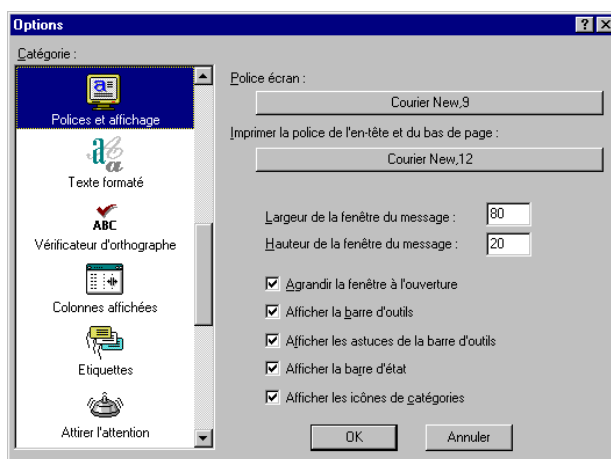 Options
Catégorie :
Polices et affichage
Texte formaté
ABC
Vérificateur d'orthographe
Colonnes affichées
Etiquettes
Attirer l'attention
Police écran :
Courier New,9
Imprimer la police de l'en-tête et du bas de page :
Courier New,12
Largeur de la fenêtre du message : 80
Hauteur de la fenêtre du message : 20
Agrandir la fenêtre à l'ouverture
Afficher la barre d'outils
Afficher les astuces de la barre d'outils
Afficher la barre d'état
Afficher les icônes de catégories
OK Annuler